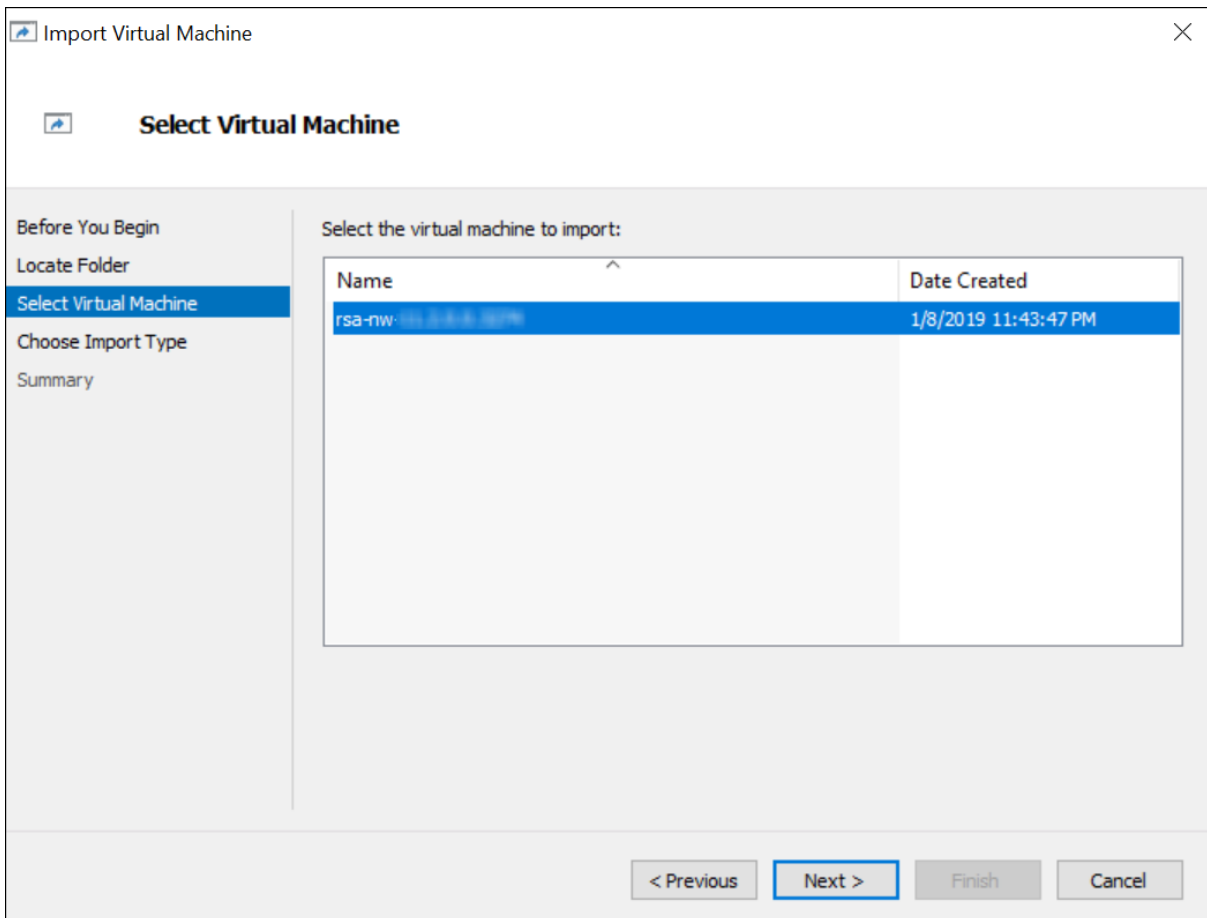 Import Virtual Machine
Select Virtual Machine
Before You Begin
Locate Folder
Select Virtual Machine
Choose Import Type
Summary
Select the virtual machine to import:
Name Date Created
rsa-nw- 1/8/2019 11:43:47 PM
< Previous Next > Finish Cancel